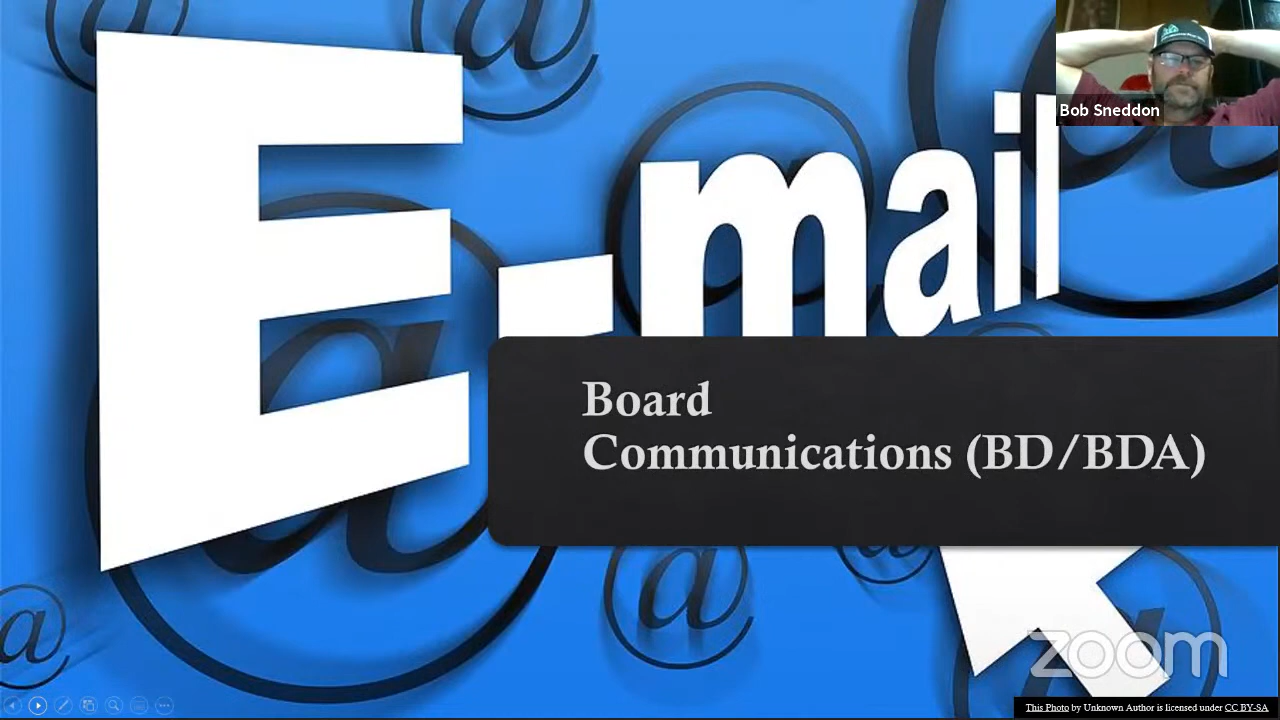 E-mail
Bob Sneddon
Board
Communications (BD/BDA)
zoom
This Photo by Unknown Author is licensed under CC BY-SA